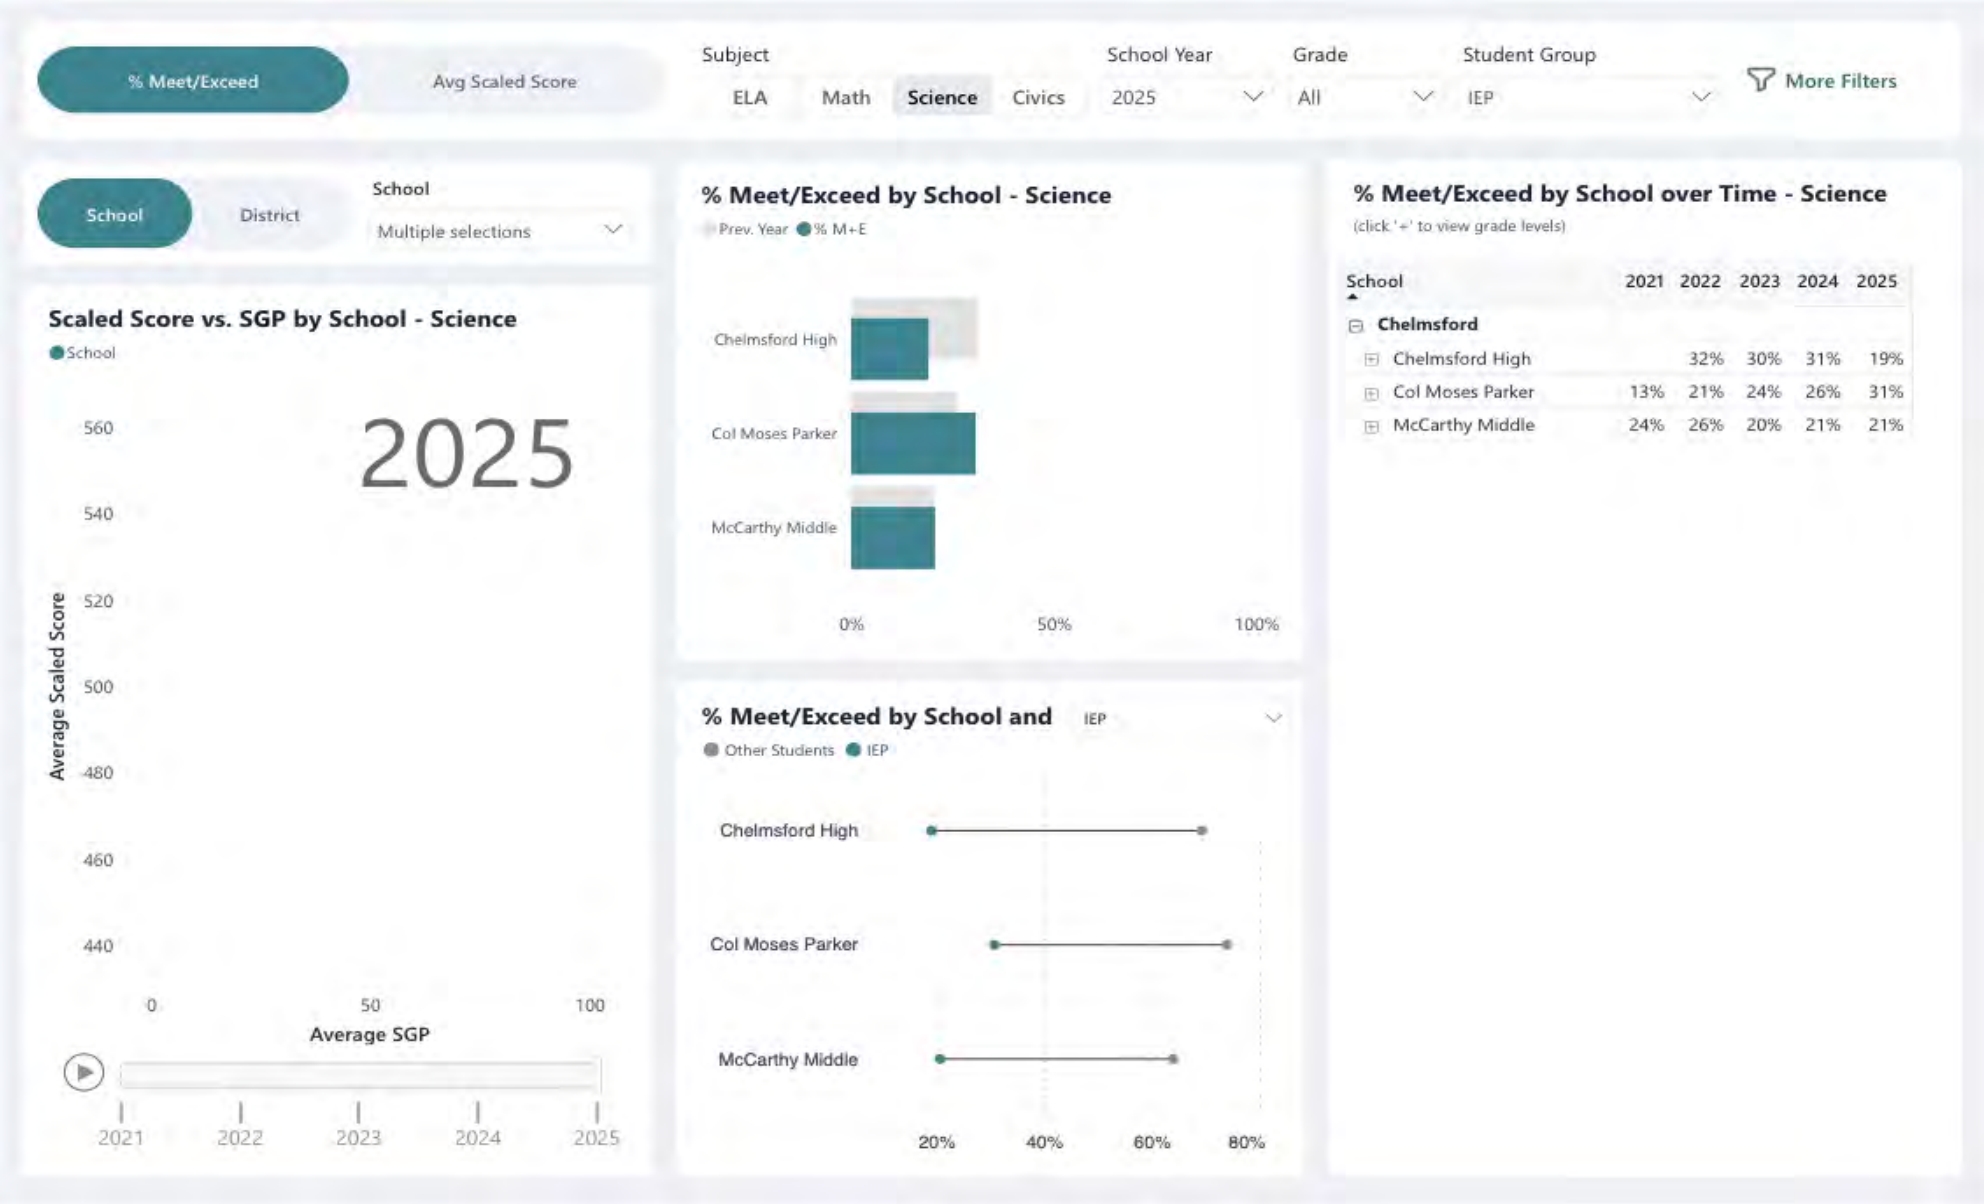 % Meet/Exceed
Avg Scaled Score
Subject
ELA Math Science Civics
School Year
2025
Grade
All
Student Group
IEP
More Filters
School
District
School
Multiple selections
Scaled Score vs. SGP by School - Science
School
2025
560
540
520
500
480
460
440
Average Scaled Score
0 50 100
Average SGP
2021 2022 2023 2024 2025
% Meet/Exceed by School - Science
Prev. Year % M+E
Chelmsford High
Col Moses Parker
McCarthy Middle
0% 50% 100%
% Meet/Exceed by School and IEP
Other Students IEP
Chelmsford High
Col Moses Parker
McCarthy Middle
20% 40% 60% 80%
% Meet/Exceed by School over Time - Science
(click '+' to view grade levels)
School 2021 2022 2023 2024 2025
Chelmsford
Chelmsford High 32% 30% 31% 19%
Col Moses Parker 13% 21% 24% 26% 31%
McCarthy Middle 24% 26% 20% 21% 21%